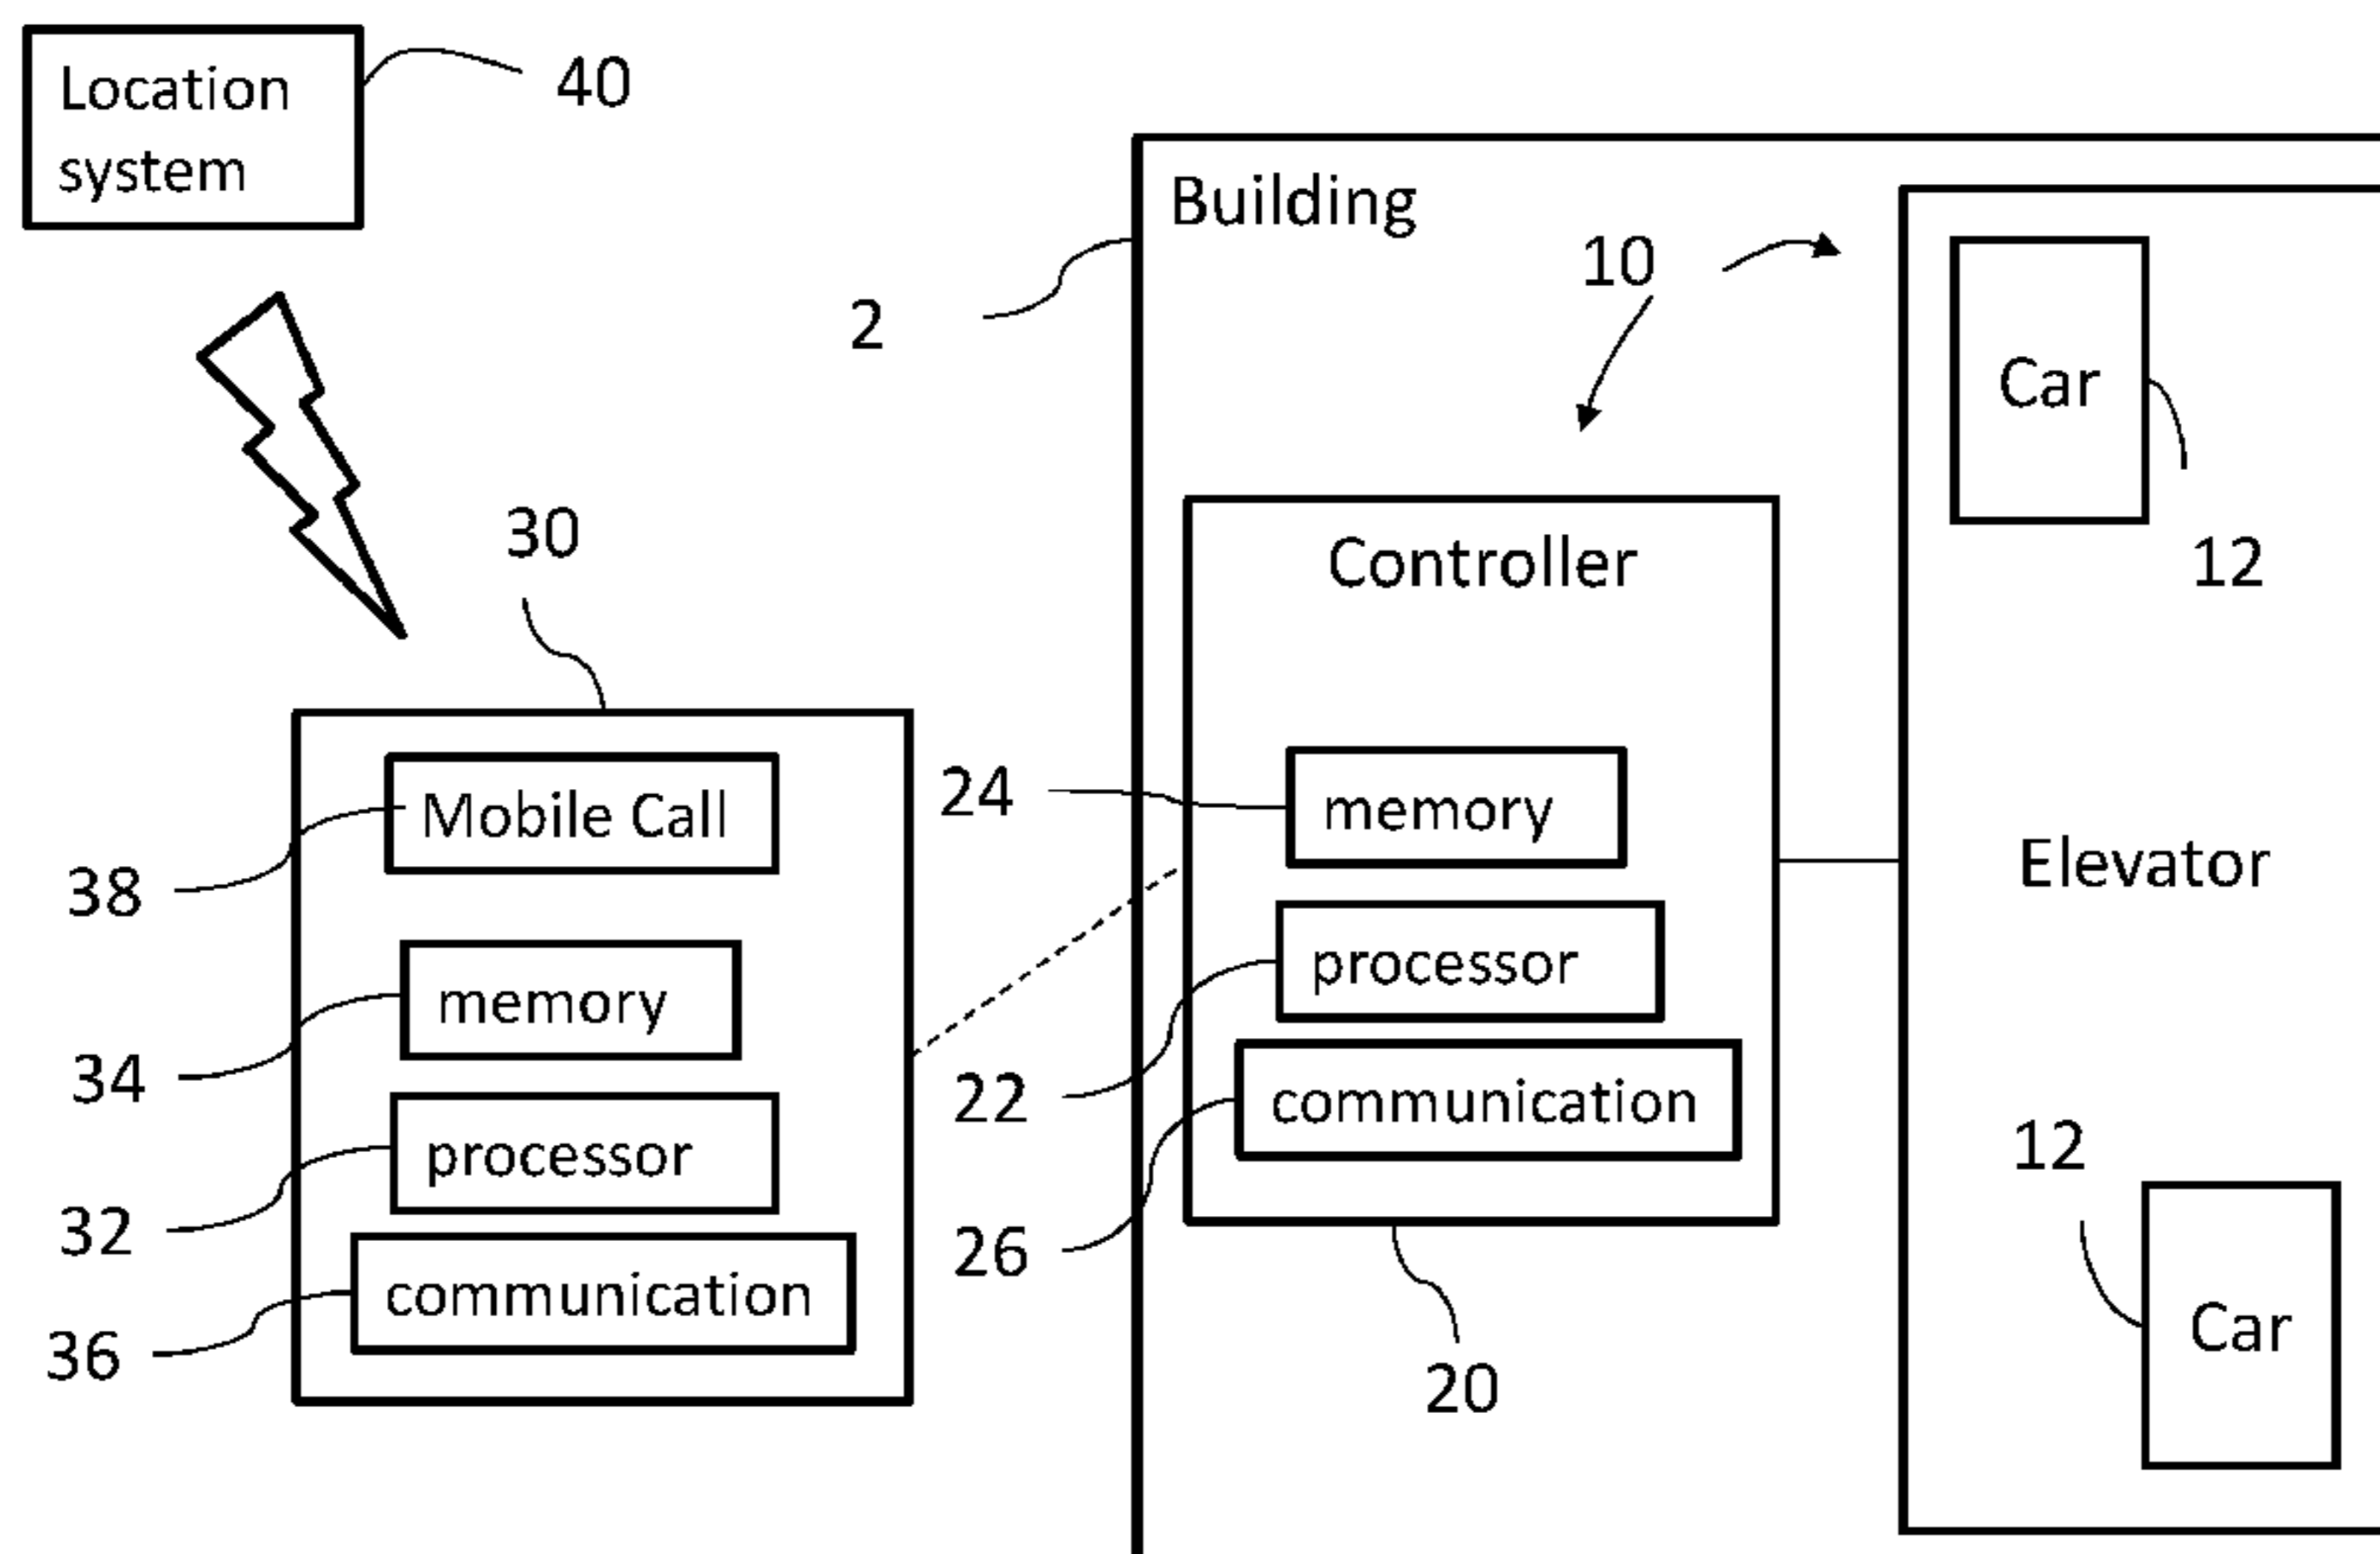 Location
system
40
Building
10
2
Car
12
30
Controller
24
memory
Mobile Call
38
Elevator
processor
memory
34
22
communication
12
processor
32
26
communication
36
20
Car